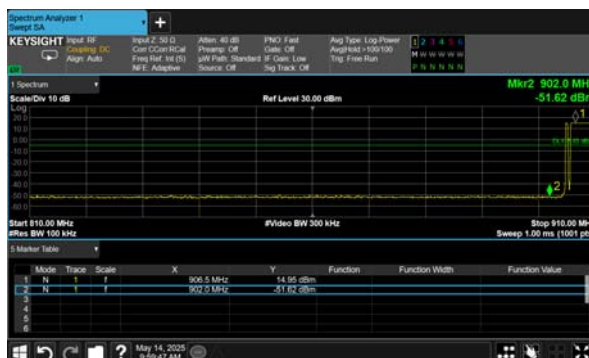 Spectrum Analyzer 1
Swept SA
+
KEYSIGHT
Input: RF
Coupling: DC
Align: Auto
Input Z: 50 Ω
Corr CCorr RCal
Freq Ref: Int (S)
NFE: Adaptive
Atten: 40 dB
Preamp: Off
µW Path: Standard
Source: Off
PNO: Fast
Gate: Off
IF Gain: Low
Sig Track: Off
Avg Type: Log-Power
Avg|Hold >100/100
Trig: Free Run
1 2 3 4 5 6
M W W W W W
P N N N N N
1 Spectrum
Scale/Div 10 dB
Log
Ref Level 30.00 dBm
Mkr2 902.0 MH
-51.62 dBr
20.0
10.0
0.00
-10.0
-20.0
-30.0
-40.0
-50.0
-60.0
1
2
Start 810.00 MHz
#Res BW 100 kHz
#Video BW 300 kHz
Stop 910.00 MH
Sweep 1.00 ms (1001 pt
5 Marker Table
Mode Trace Scale X Y Function Function Width Function Value
1 N 1 f 906.5 MHz 14.95 dBm
2 N 1 f 902.0 MHz -51.62 dBm
3
4
5
6
?
May 14, 2025
9:59:47 AM